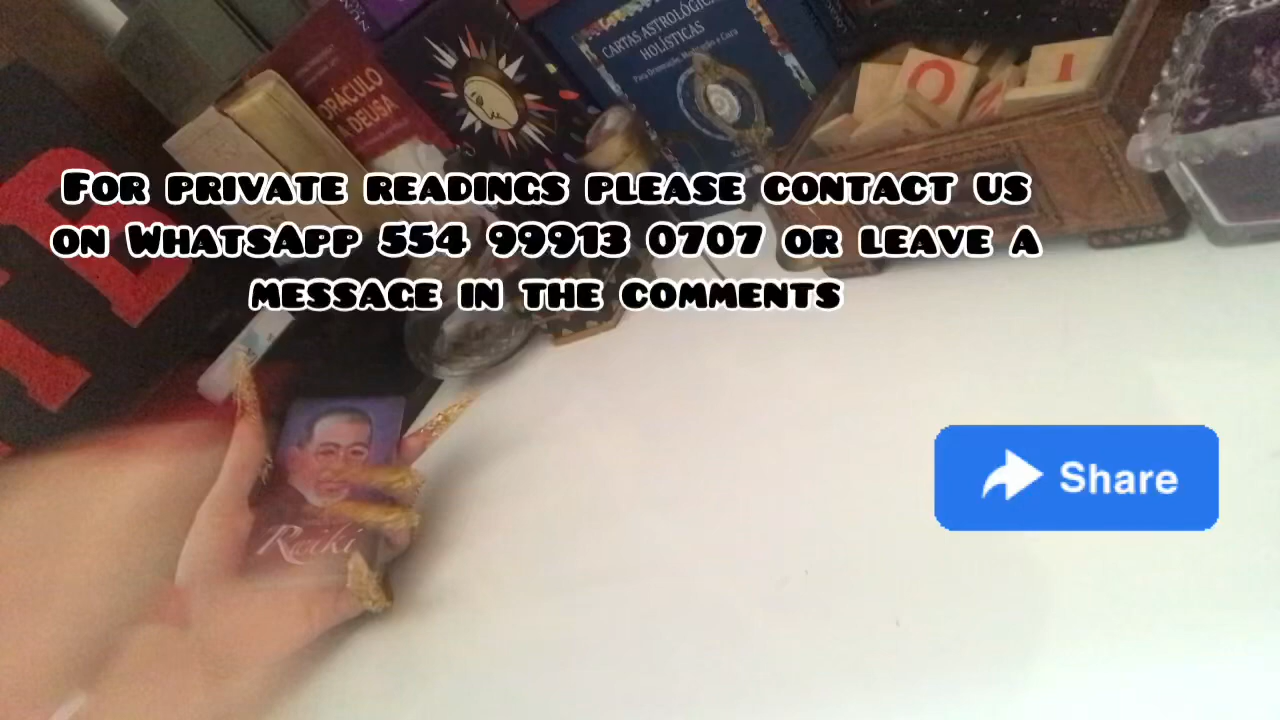 CARTAS ASTROLÓGICAS
HOLÍSTICAS
ORÁCULO
A DEUSA
For private readings please contact us
on WhatsApp 554 99913 0707 or leave a
message in the comments
Share
Reiki